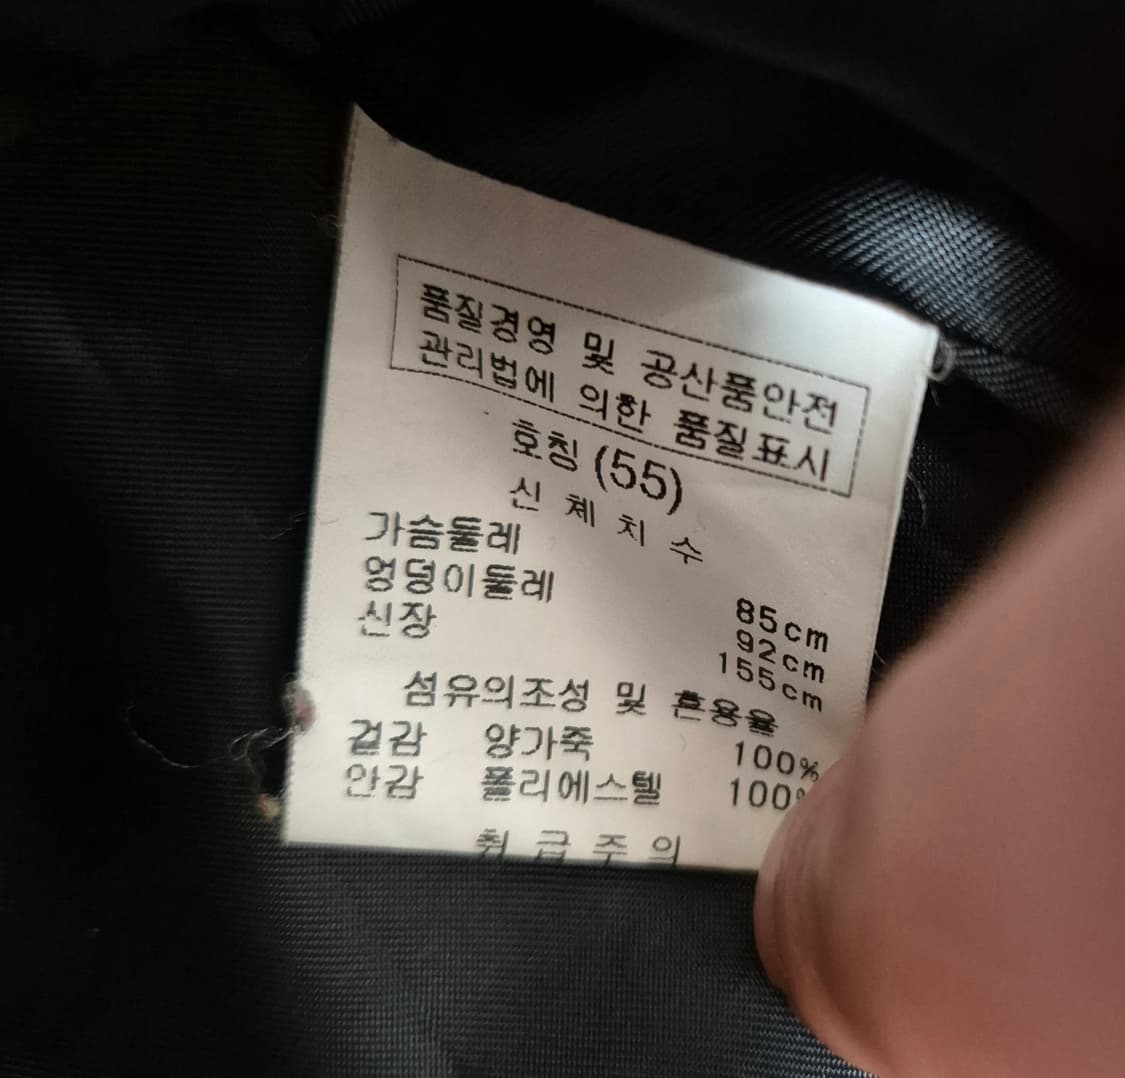 품질경영 및 공산품안전
관리법에 의한 품질표시
호칭 (55)
신 체 치 수
가슴둘레 85cm
엉덩이둘레 92cm
신장 155cm
섬유의조성 및 혼용율
겉감 양가죽 100%
안감 폴리에스텔 100%
취 급 주 의